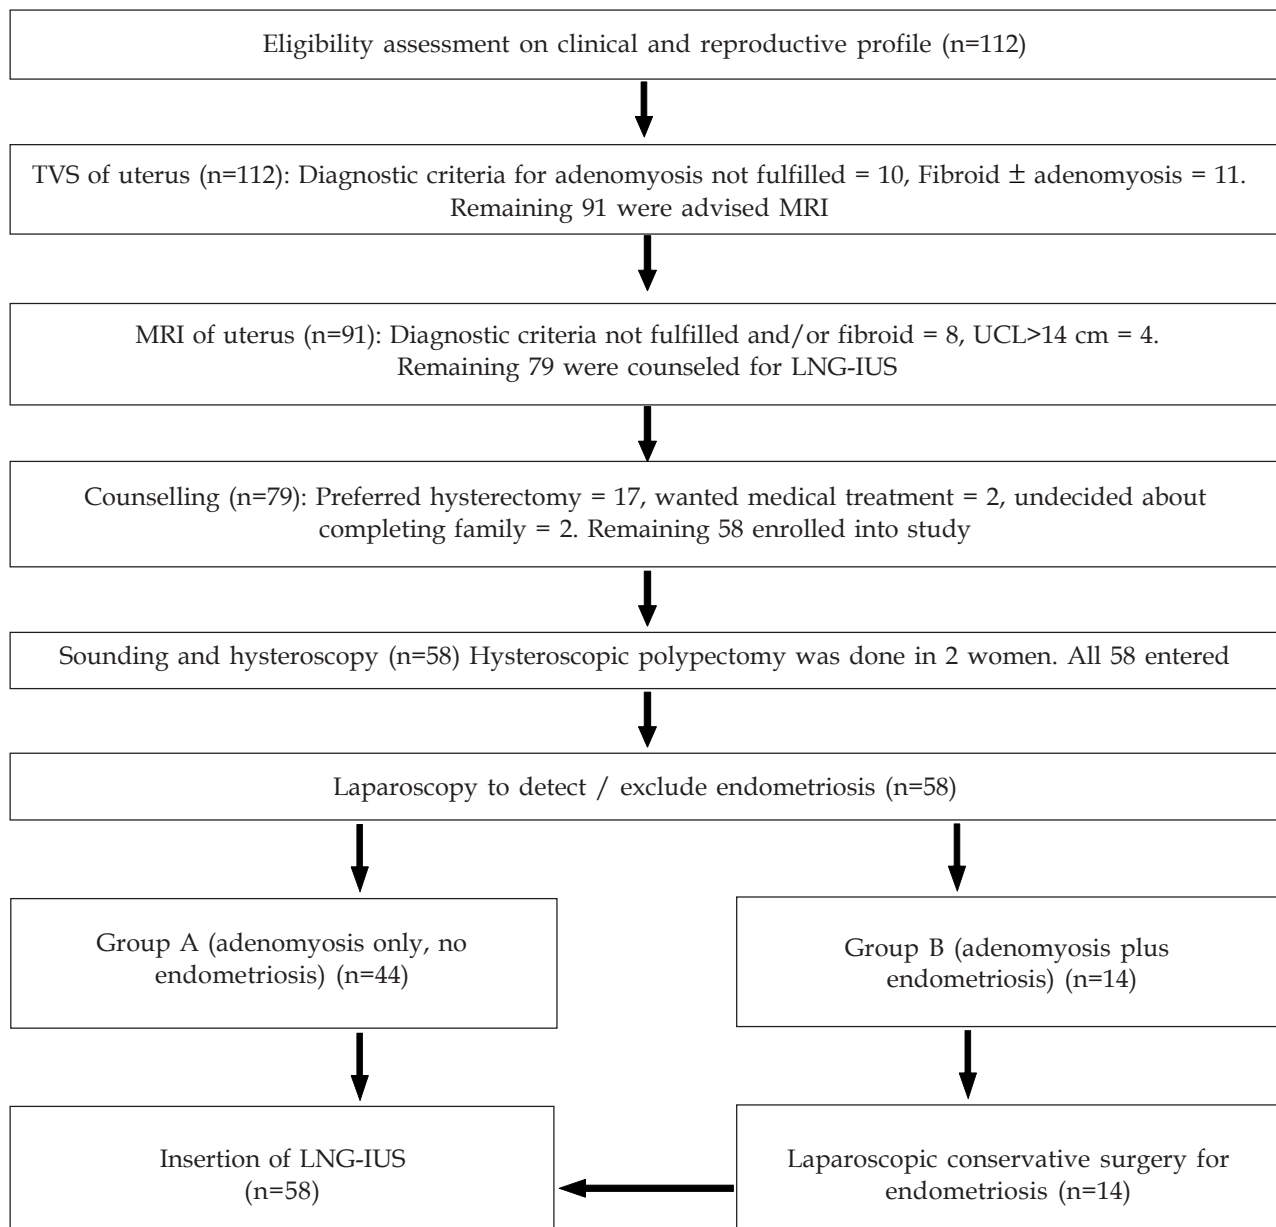 Eligibility assessment on clinical and reproductive profile (n=112)
TVS of uterus (n=112): Diagnostic criteria for adenomyosis not fulfilled = 10, Fibroid ± adenomyosis = 11.
Remaining 91 were advised MRI
MRI of uterus (n=91): Diagnostic criteria not fulfilled and/or fibroid = 8, UCL>14 cm = 4.
Remaining 79 were counseled for LNG-IUS
Counselling (n=79): Preferred hysterectomy = 17, wanted medical treatment = 2, undecided about
completing family = 2. Remaining 58 enrolled into study
Sounding and hysteroscopy (n=58) Hysteroscopic polypectomy was done in 2 women. All 58 entered
Laparoscopy to detect / exclude endometriosis (n=58)
Group A (adenomyosis only, no
endometriosis) (n=44)
Group B (adenomyosis plus
endometriosis) (n=14)
Insertion of LNG-IUS
(n=58)
Laparoscopic conservative surgery for
endometriosis (n=14)